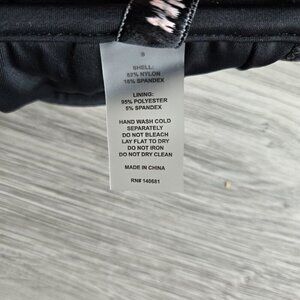 SHELL:
82% NYLON
18% SPANDEX
LINING:
95% POLYESTER
5% SPANDEX
HAND WASH COLD
SEPARATELY
DO NOT BLEACH
LAY FLAT TO DRY
DO NOT IRON
DO NOT DRY CLEAN
MADE IN CHINA
RN# 140681